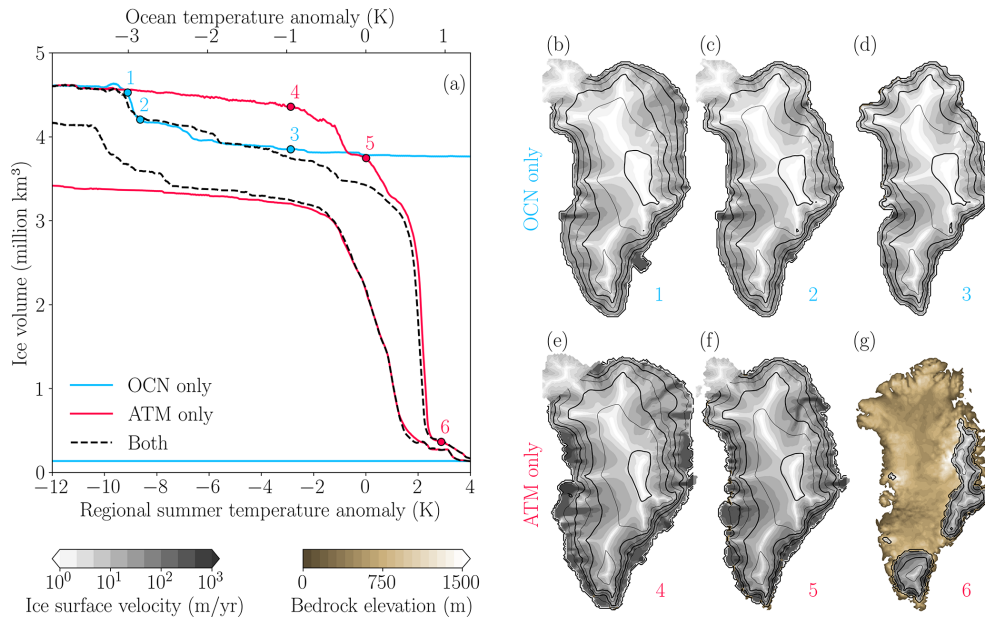 Ocean temperature anomaly (K)
−3 −2 −1 0 1
5
4
3
2
1
0
Ice volume (million km³)
(a)
1
2
3
4
5
6
OCN only
ATM only
Both
−12 −10 −8 −6 −4 −2 0 2 4
Regional summer temperature anomaly (K)
10⁰ 10¹ 10² 10³
Ice surface velocity (m/yr)
0 750 1500
Bedrock elevation (m)
OCN only
(b) (c) (d)
1 2 3
ATM only
(e) (f) (g)
4 5 6